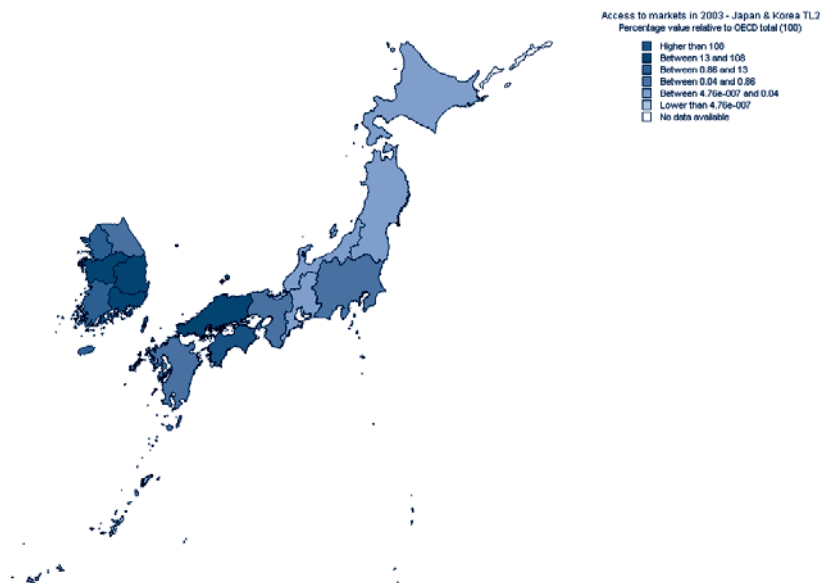 Access to markets in 2003 - Japan & Korea TL2
Percentage value relative to OECD total (100)
Higher than 108
Between 13 and 108
Between 0.86 and 13
Between 0.04 and 0.86
Between 4.76e-007 and 0.04
Lower than 4.76e-007
No data available